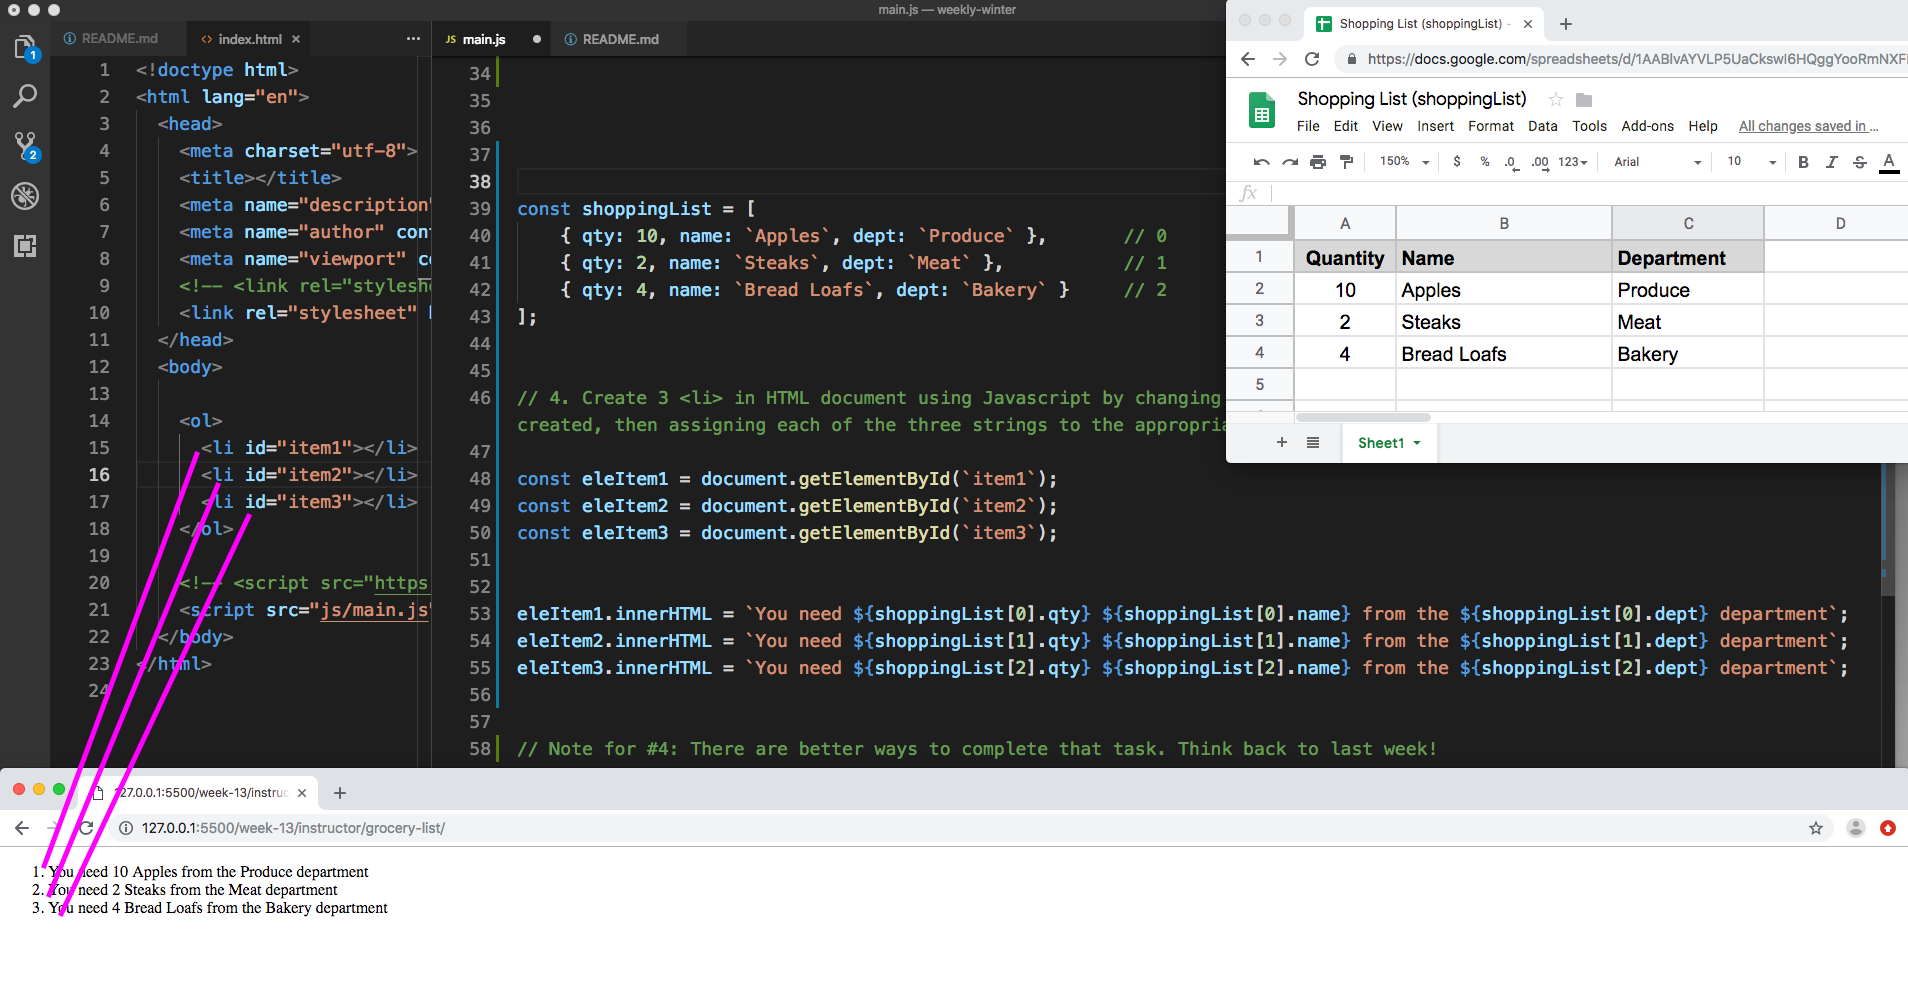 main.js — weekly-winter
README.md
index.html
main.js
README.md
1 <!doctype html>
2 <html lang="en">
3 <head>
4 <meta charset="utf-8">
5 <title></title>
6 <meta name="description"
7 <meta name="author" con
8 <meta name="viewport" c
9 <!-- <link rel="stylesh
10 <link rel="stylesheet"
11 </head>
12 <body>
13
14 <ol>
15 <li id="item1"></li>
16 <li id="item2"></li>
17 <li id="item3"></li>
18 </ol>
19
20 <!-- <script src="https
21 <script src="js/main.js"
22 </body>
23 </html>
24
34
35
36
37
38
39 const shoppingList = [
40 { qty: 10, name: `Apples`, dept: `Produce` }, // 0
41 { qty: 2, name: `Steaks`, dept: `Meat` }, // 1
42 { qty: 4, name: `Bread Loafs`, dept: `Bakery` } // 2
43 ];
44
45
46 // 4. Create 3 <li> in HTML document using Javascript by changing
created, then assigning each of the three strings to the appropria
47
48 const eleItem1 = document.getElementById(`item1`);
49 const eleItem2 = document.getElementById(`item2`);
50 const eleItem3 = document.getElementById(`item3`);
51
52
53 eleItem1.innerHTML = `You need ${shoppingList[0].qty} ${shoppingList[0].name} from the ${shoppingList[0].dept} department`;
54 eleItem2.innerHTML = `You need ${shoppingList[1].qty} ${shoppingList[1].name} from the ${shoppingList[1].dept} department`;
55 eleItem3.innerHTML = `You need ${shoppingList[2].qty} ${shoppingList[2].name} from the ${shoppingList[2].dept} department`;
56
57
58 // Note for #4: There are better ways to complete that task. Think back to last week!
Shopping List (shoppingList) -
https://docs.google.com/spreadsheets/d/1AABlvAYVLP5UaCkswI6HQggYooRmNXF
Shopping List (shoppingList)
File Edit View Insert Format Data Tools Add-ons Help All changes saved in ...
150% $ % .0 .00 123 Arial 10 B I S A
fx
A B C D
1 Quantity Name Department
2 10 Apples Produce
3 2 Steaks Meat
4 4 Bread Loafs Bakery
5
Sheet1
127.0.0.1:5500/week-13/instruc
127.0.0.1:5500/week-13/instructor/grocery-list/
1. You need 10 Apples from the Produce department
2. You need 2 Steaks from the Meat department
3. You need 4 Bread Loafs from the Bakery department